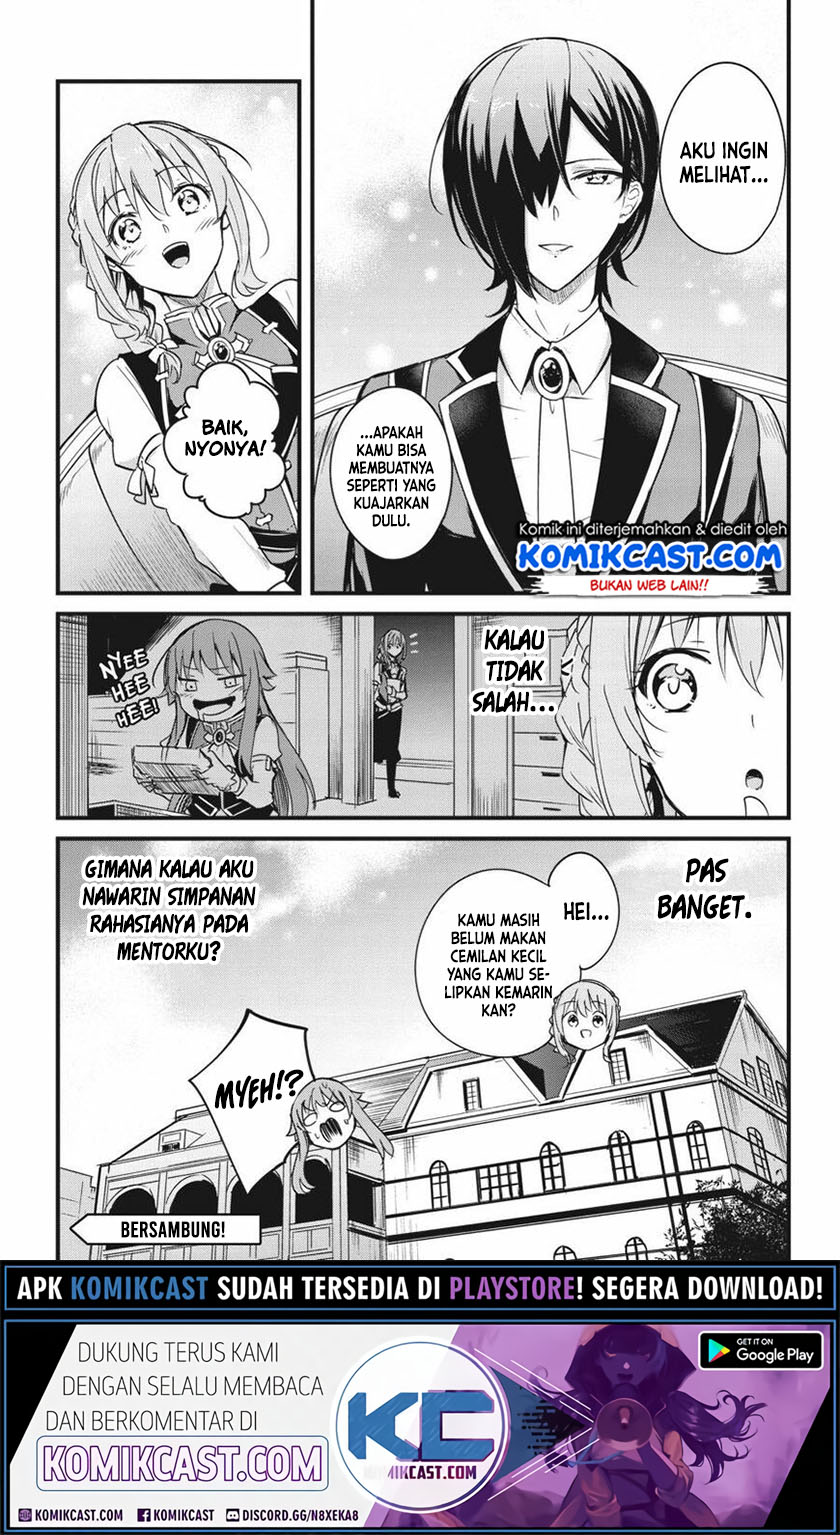 AKU INGIN
MELIHAT...
...APAKAH
KAMU BISA
MEMBUATNYA
SEPERTI YANG
KUAJARKAN
DULU.
BAIK,
NYONYA!
Komik ini diterjemahkan & diedit oleh
KOMIKCAST.COM
BUKAN WEB LAIN!!
KALAU
TIDAK
SALAH...
NYEE
HEE
HEE!
PAS
BANGET.
HEI...
KAMU MASIH
BELUM MAKAN
CEMILAN KECIL
YANG KAMU SE-
LIPKAN KEMARIN
KAN?
GIMANA KALAU AKU
NAWARIN SIMPANAN
RAHASIANYA PADA
MENTORKU?
MYEH!?
BERSAMBUNG!
APK KOMIKCAST SUDAH TERSEDIA DI PLAYSTORE! SEGERA DOWNLOAD!
DUKUNG TERUS KAMI
DENGAN SELALU MEMBACA
DAN BERKOMENTAR DI
KOMIKCAST.COM
KOMIKCAST.COM KOMIKCAST DISCORD.GG/N8XEKA8
KC
KOMIKCAST.COM
GET IT ON
Google Play